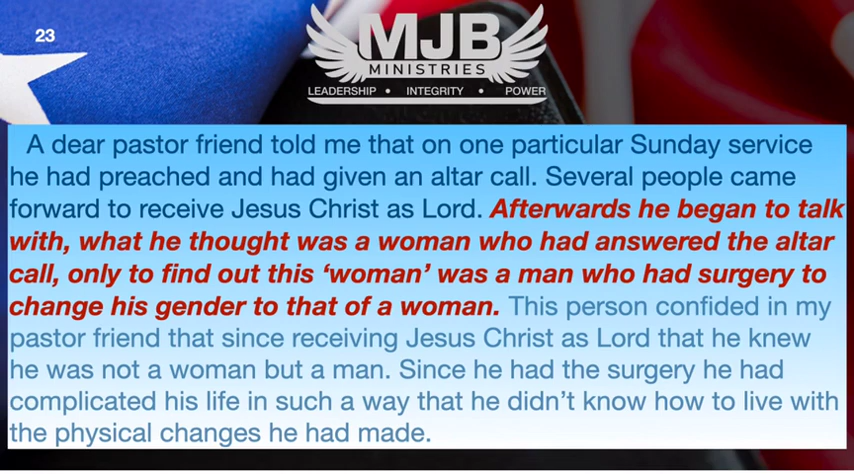 23
MJB
MINISTRIES
LEADERSHIP • INTEGRITY • POWER
A dear pastor friend told me that on one particular Sunday service
he had preached and had given an altar call. Several people came
forward to receive Jesus Christ as Lord. Afterwards he began to talk
with, what he thought was a woman who had answered the altar
call, only to find out this ‘woman’ was a man who had surgery to
change his gender to that of a woman. This person confided in my
pastor friend that since receiving Jesus Christ as Lord that he knew
he was not a woman but a man. Since he had the surgery he had
complicated his life in such a way that he didn’t know how to live with
the physical changes he had made.